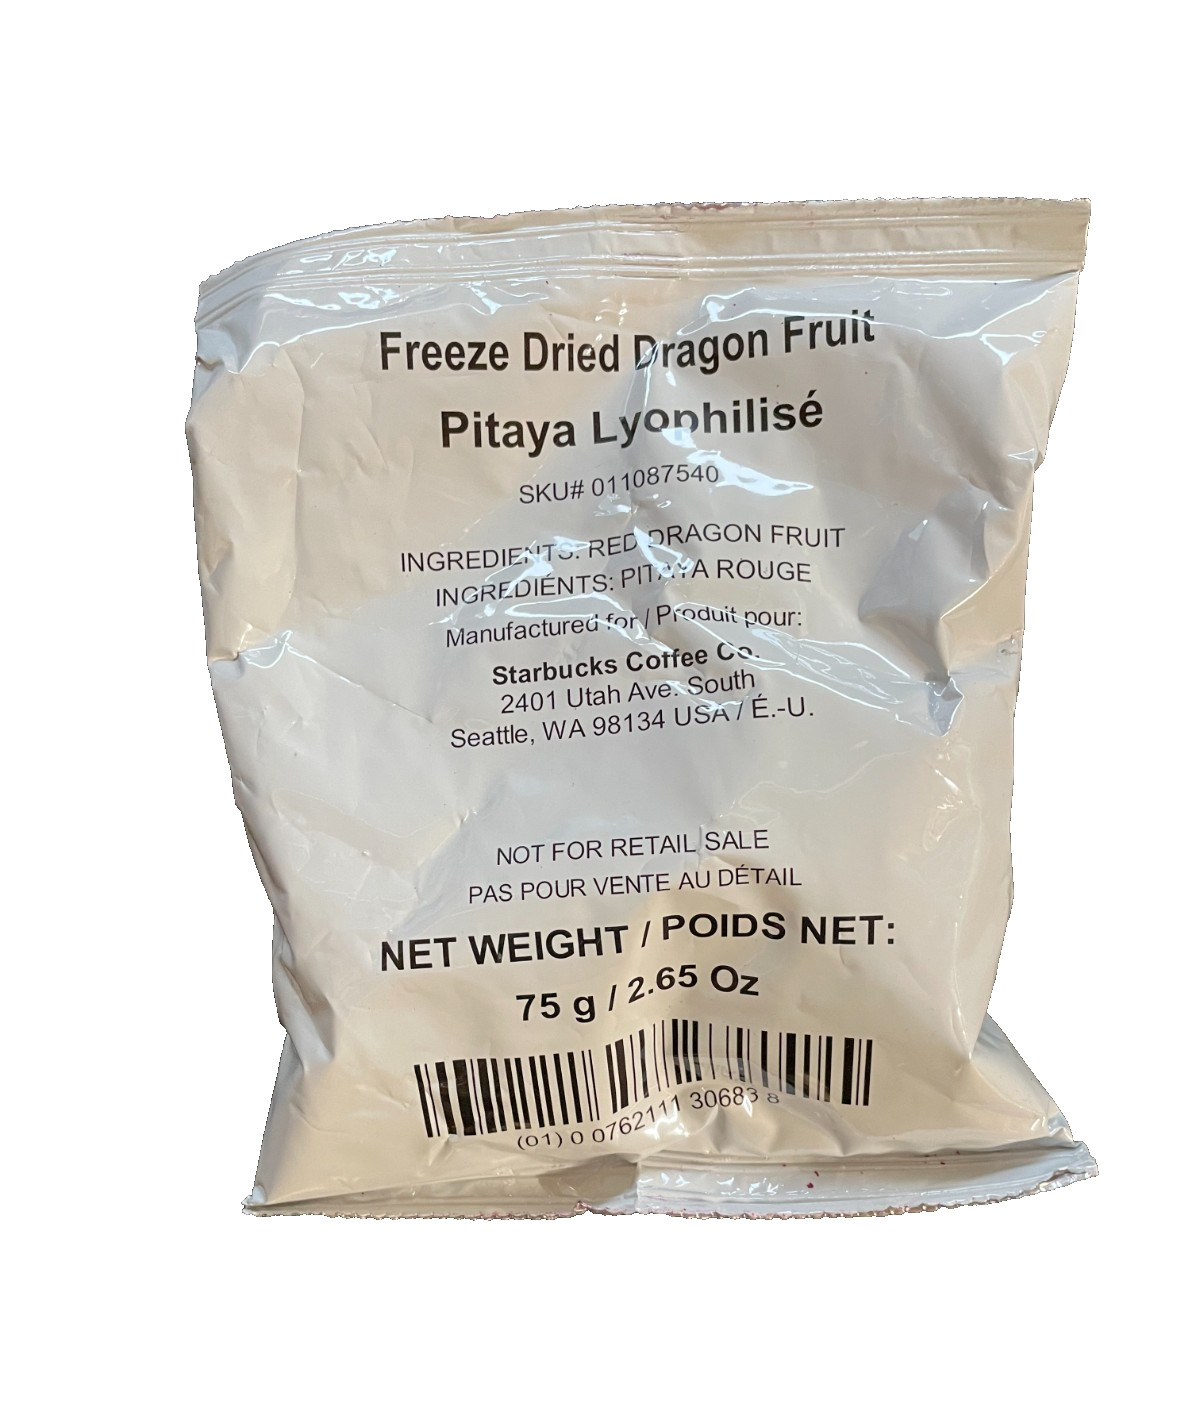 Freeze Dried Dragon Fruit
Pitaya Lyophilisé
SKU# 011087540
INGREDIENTS: RED DRAGON FRUIT
INGRÉDIENTS: PITAYA ROUGE
Manufactured for / Produit pour:
Starbucks Coffee Co.
2401 Utah Ave. South
Seattle, WA 98134 USA / É.-U.
NOT FOR RETAIL SALE
PAS POUR VENTE AU DÉTAIL
NET WEIGHT / POIDS NET:
75 g / 2.65 Oz
(01) 0 0762111 30683 8